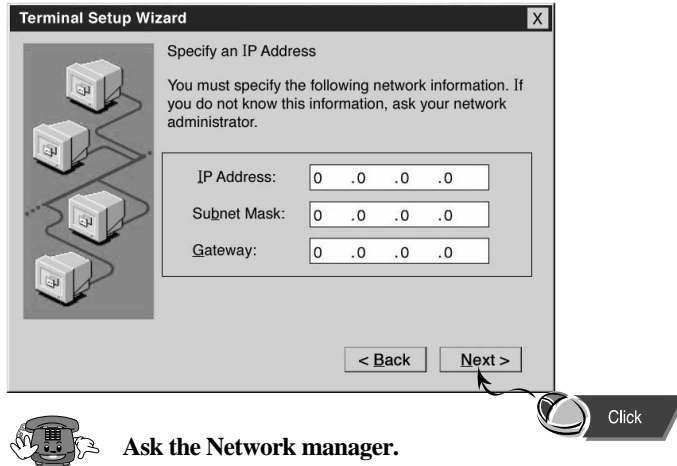 Terminal Setup Wizard X
Specify an IP Address
You must specify the following network information. If
you do not know this information, ask your network
administrator.
IP Address: 0 .0 .0 .0
Subnet Mask: 0 .0 .0 .0
Gateway: 0 .0 .0 .0
< Back Next >
Click
Ask the Network manager.